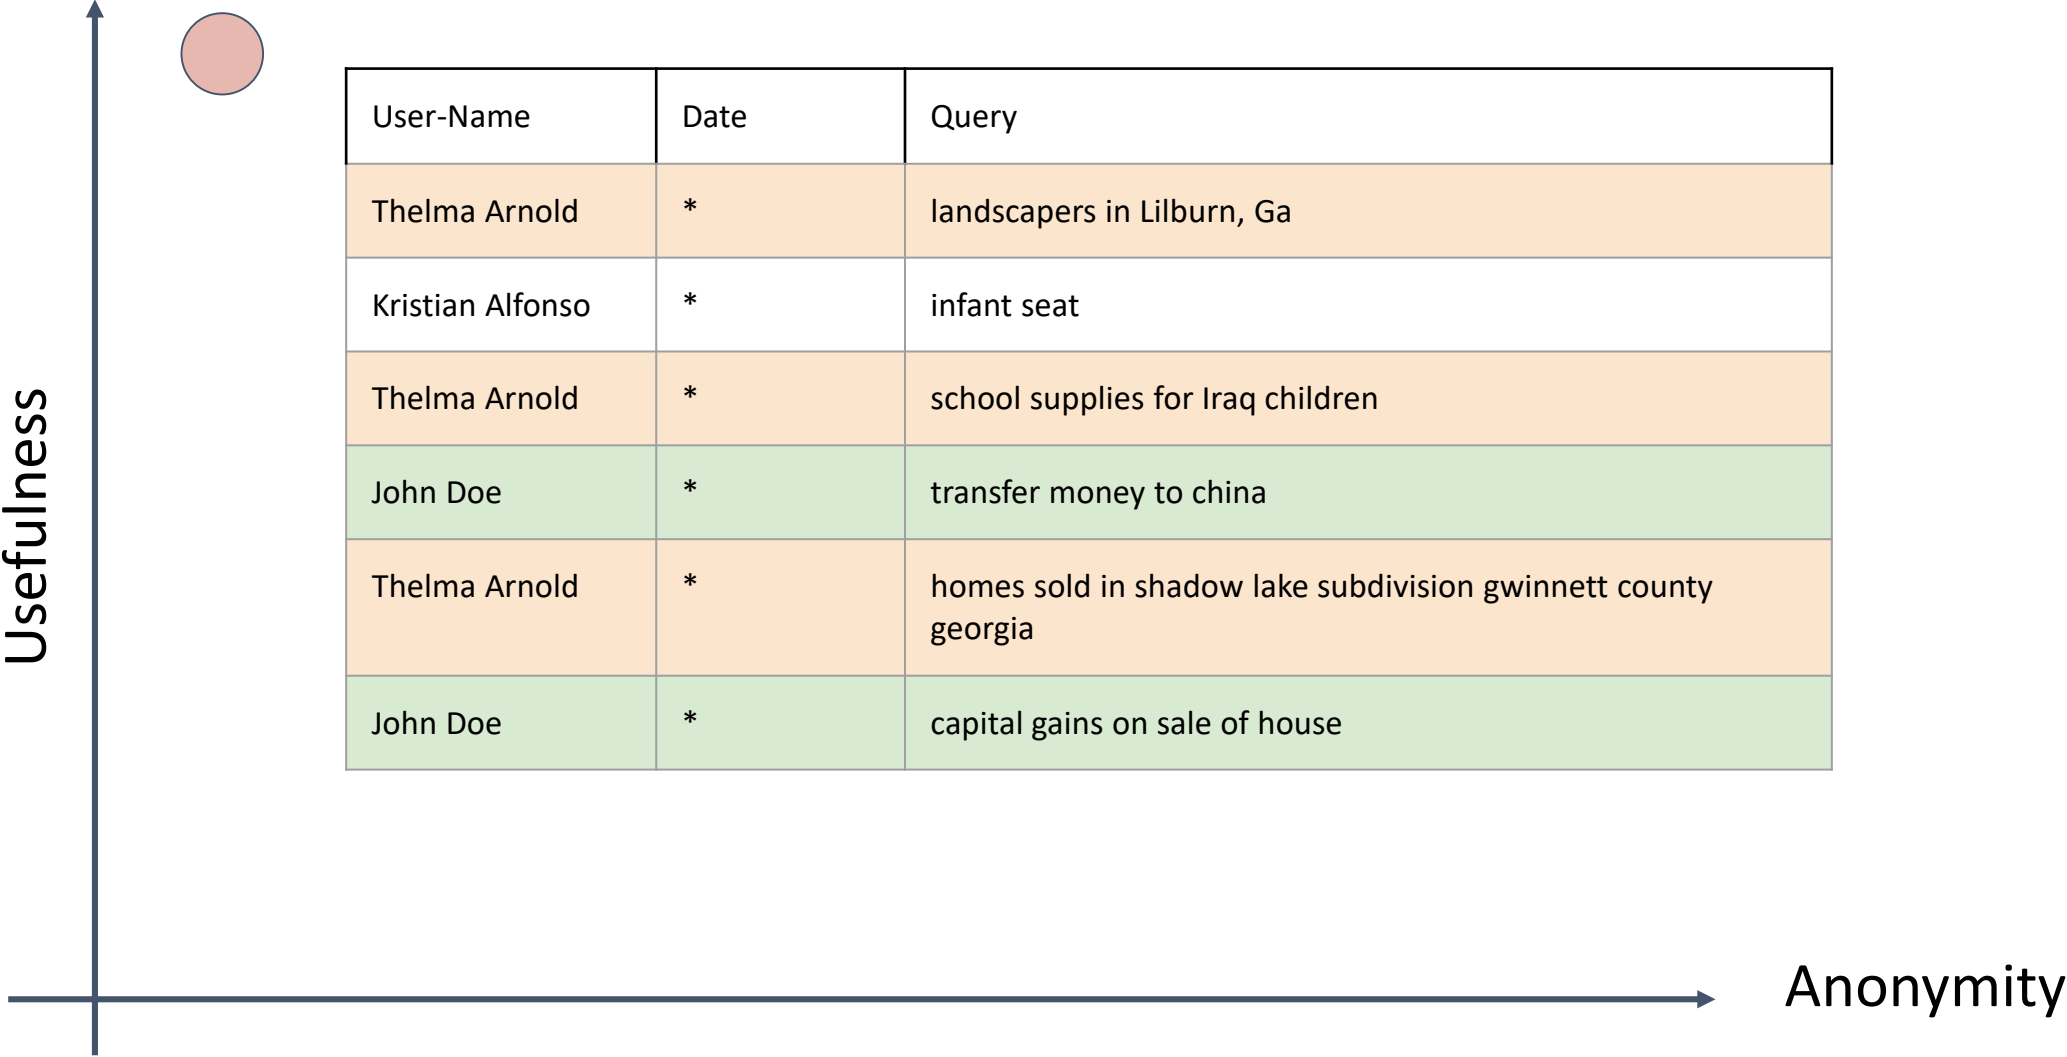 User-Name Date Query
Thelma Arnold * landscapers in Lilburn, Ga
Kristian Alfonso * infant seat
Thelma Arnold * school supplies for Iraq children
John Doe * transfer money to china
Thelma Arnold * homes sold in shadow lake subdivision gwinnett county
georgia
John Doe * capital gains on sale of house
Usefulness
Anonymity